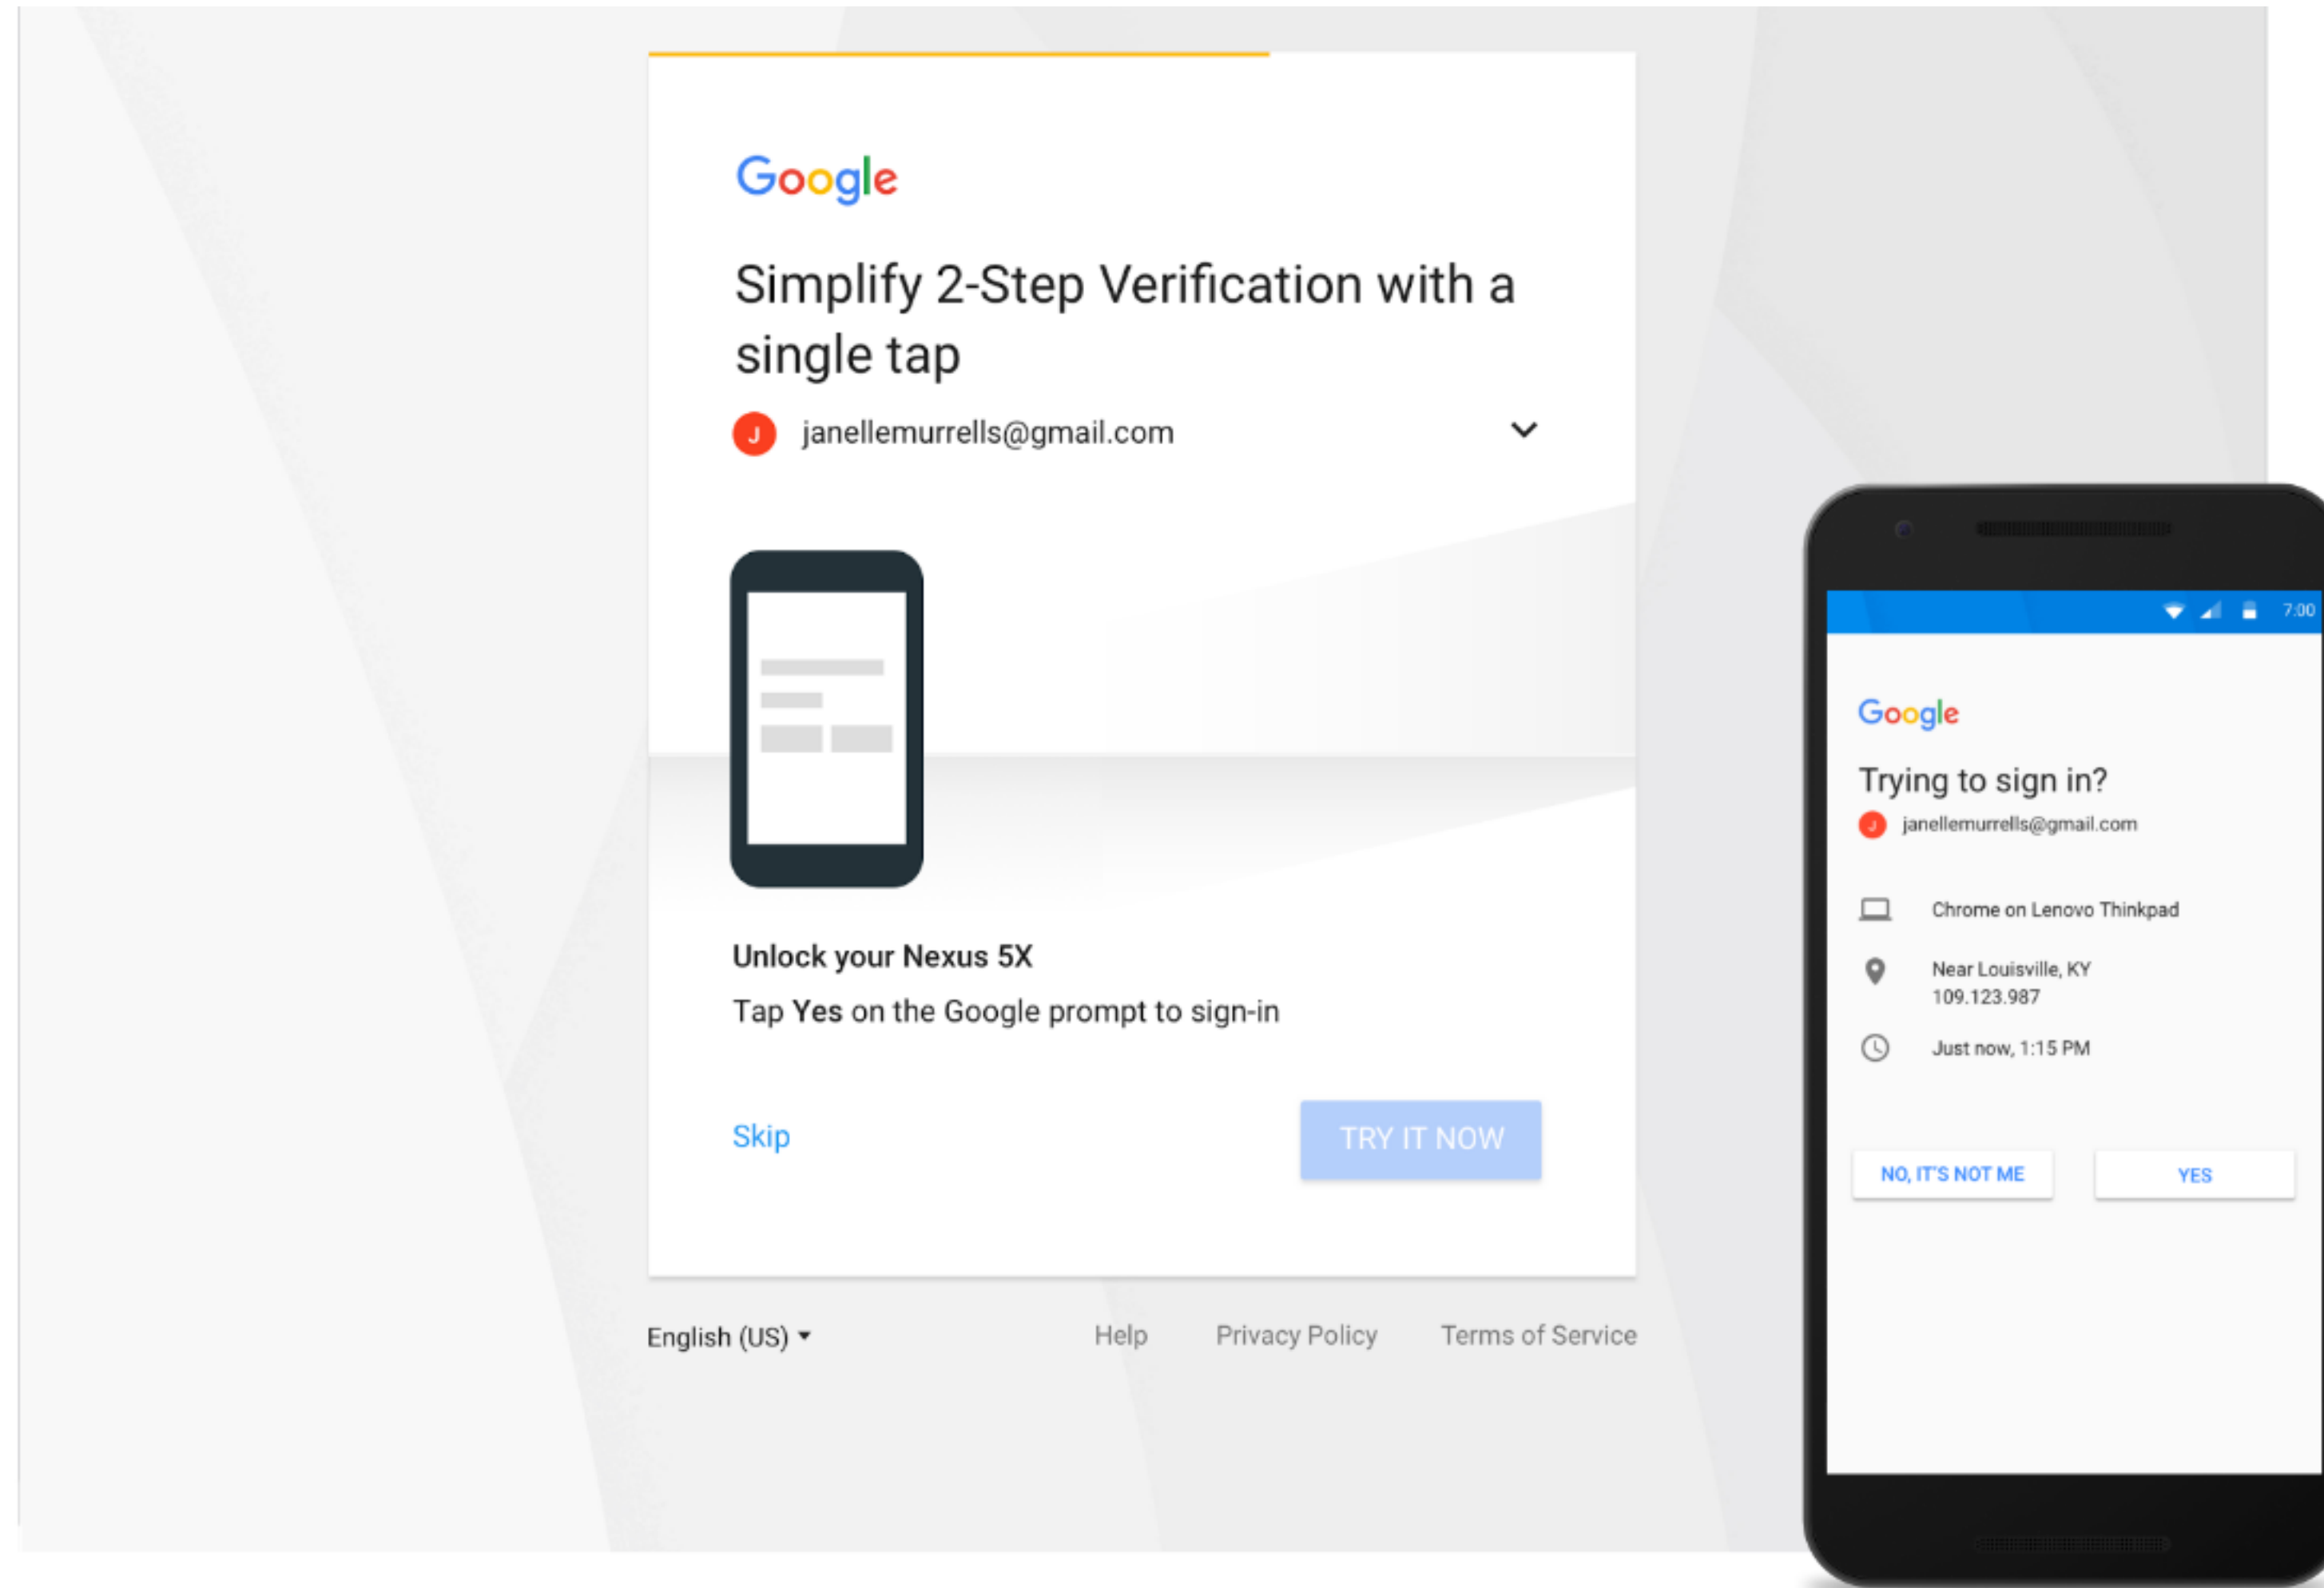 Google
Simplify 2-Step Verification with a
single tap
J janellemurrells@gmail.com
Unlock your Nexus 5X
Tap Yes on the Google prompt to sign-in
Skip
TRY IT NOW
English (US)
Help
Privacy Policy
Terms of Service
7:00
Google
Trying to sign in?
J janellemurrells@gmail.com
Chrome on Lenovo Thinkpad
Near Louisville, KY
109.123.987
Just now, 1:15 PM
NO, IT'S NOT ME
YES